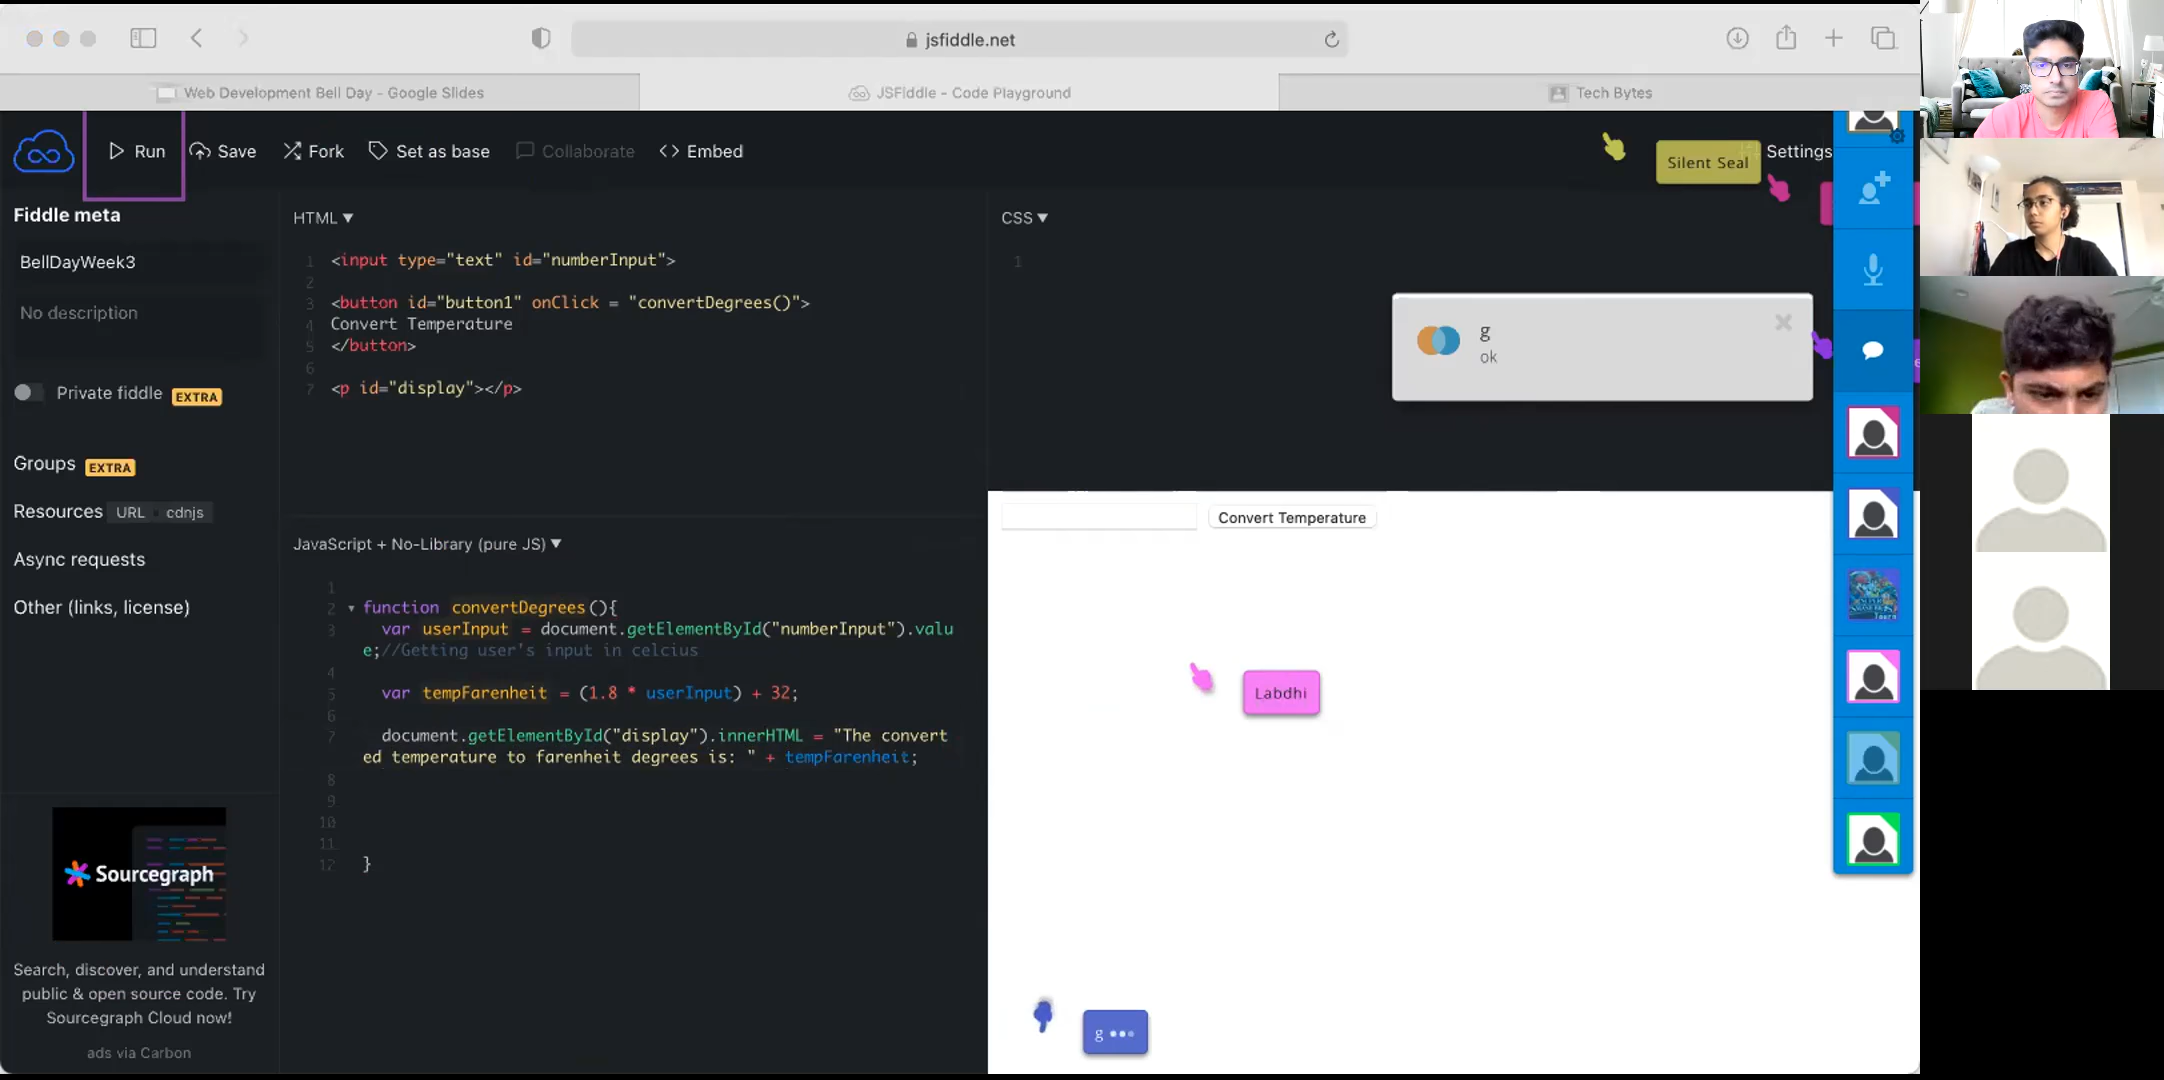 jsfiddle.net
Web Development Bell Day - Google Slides
JSFiddle - Code Playground
Tech Bytes
Run
Save
Fork
Set as base
Collaborate
Embed
Silent Seal
Settings
Fiddle meta
BellDayWeek3
No description
Private fiddle EXTRA
Groups EXTRA
Resources URL cdnjs
Async requests
Other (links, license)
Sourcegraph
Search, discover, and understand
public & open source code. Try
Sourcegraph Cloud now!
ads via Carbon
HTML ▼
1 <input type="text" id="numberInput">
2
3 <button id="button1" onClick = "convertDegrees()">
4 Convert Temperature
5 </button>
6
7 <p id="display"></p>
JavaScript + No-Library (pure JS) ▼
1
2 ▾ function convertDegrees(){
3 var userInput = document.getElementById("numberInput").valu
e;//Getting user's input in celcius
4
5 var tempFarenheit = (1.8 * userInput) + 32;
6
7 document.getElementById("display").innerHTML = "The convert
ed temperature to farenheit degrees is: " + tempFarenheit;
8
9
10
11
12 }
CSS ▼
1
g
ok
Convert Temperature
Labdhi
g